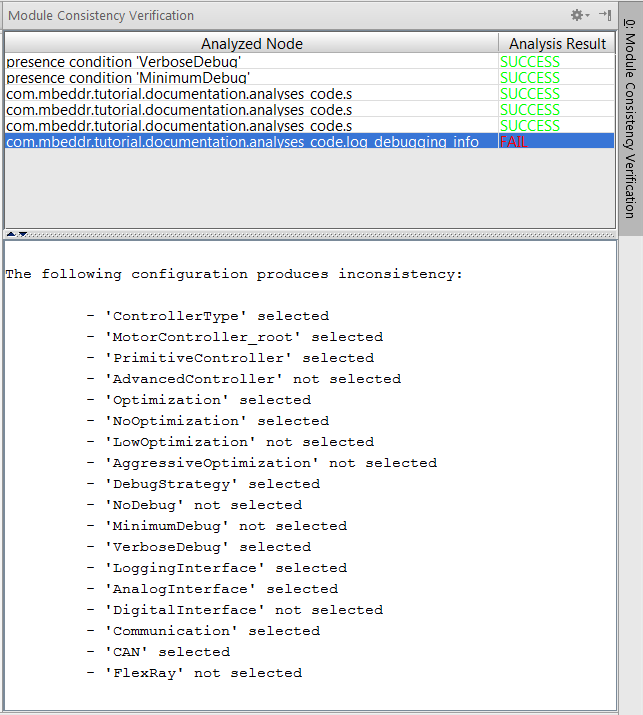 Module Consistency Verification
Analyzed Node Analysis Result
presence condition 'VerboseDebug' SUCCESS
presence condition 'MinimumDebug' SUCCESS
com.mbeddr.tutorial.documentation.analyses_code.s SUCCESS
com.mbeddr.tutorial.documentation.analyses_code.s SUCCESS
com.mbeddr.tutorial.documentation.analyses_code.s SUCCESS
com.mbeddr.tutorial.documentation.analyses_code.log_debugging_info FAIL
The following configuration produces inconsistency:
- 'ControllerType' selected
- 'MotorController_root' selected
- 'PrimitiveController' selected
- 'AdvancedController' not selected
- 'Optimization' selected
- 'NoOptimization' selected
- 'LowOptimization' not selected
- 'AggressiveOptimization' not selected
- 'DebugStrategy' selected
- 'NoDebug' not selected
- 'MinimumDebug' not selected
- 'VerboseDebug' selected
- 'LoggingInterface' selected
- 'AnalogInterface' selected
- 'DigitalInterface' not selected
- 'Communication' selected
- 'CAN' selected
- 'FlexRay' not selected
0: Module Consistency Verification